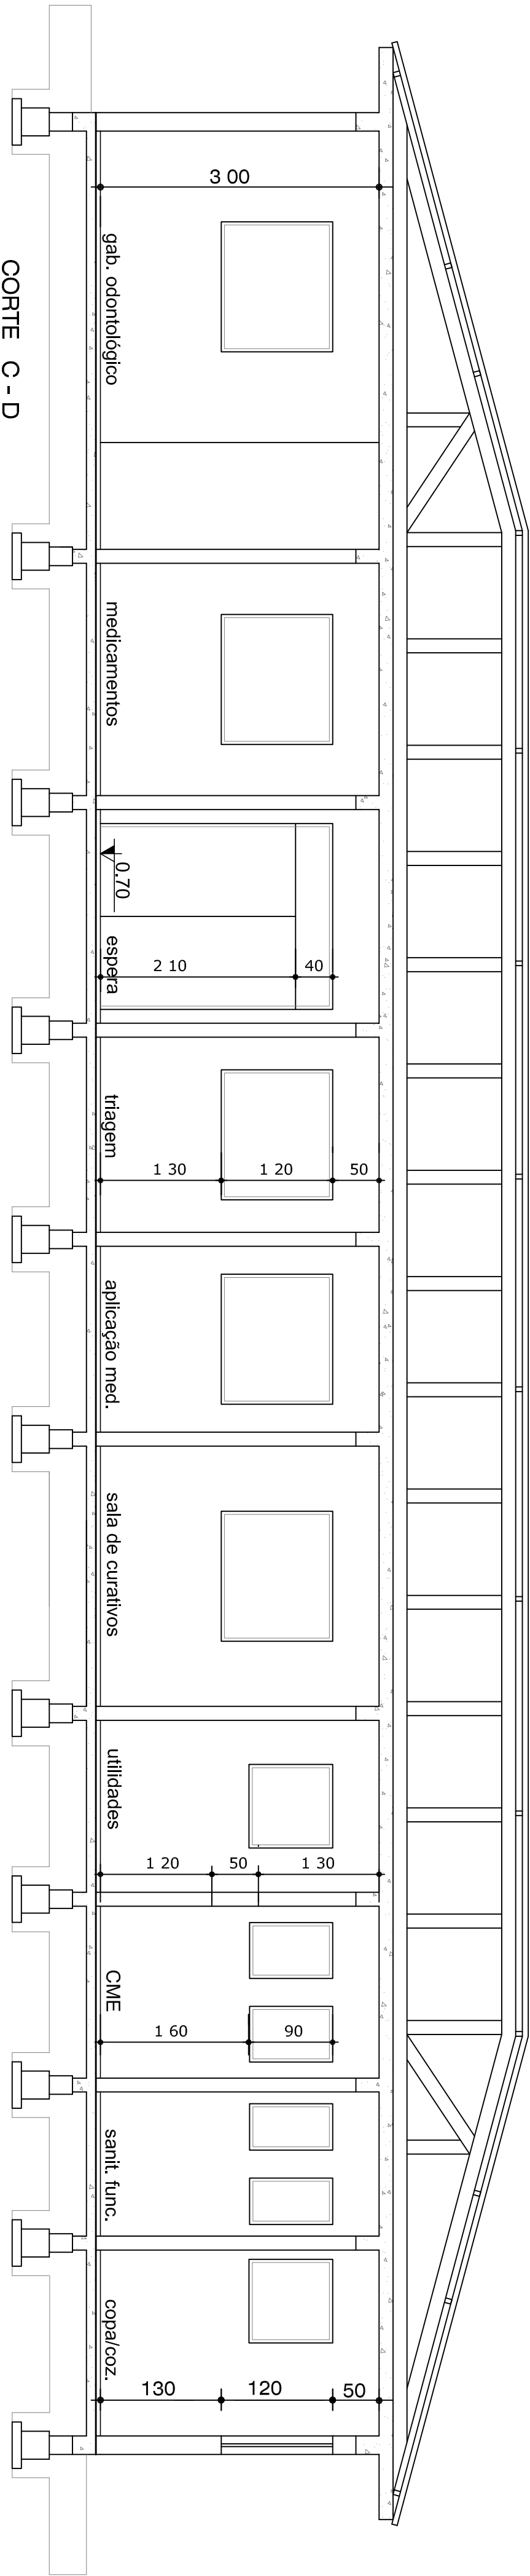 3 00
gab. odontológico
CORTE C - D
medicamentos
0.70
espera
2 10
40
triagem
1 30
1 20
50
aplicação med.
sala de curativos
utilidades
1 20
50
1 30
CME
1 60
90
sanit. func.
copa/coz.
130
120
50